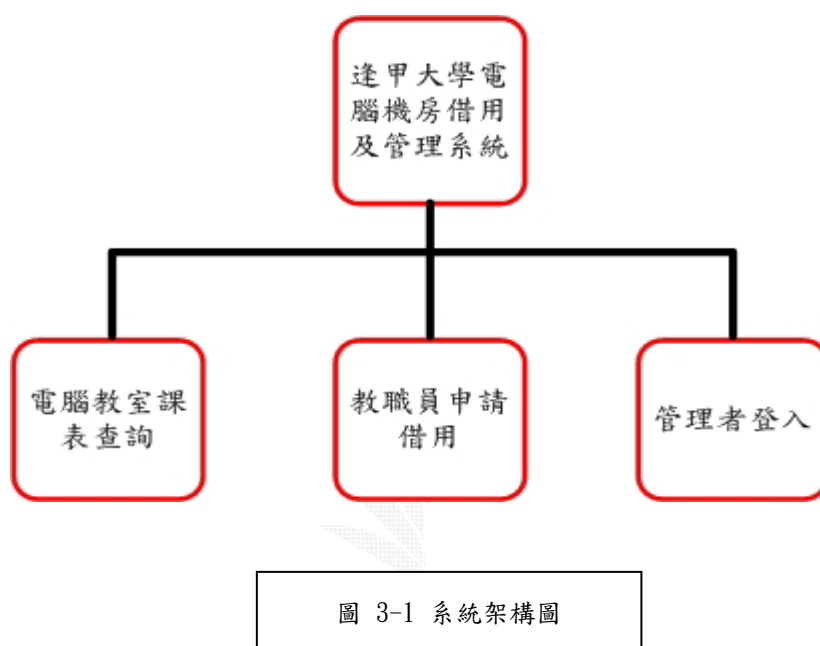 逢甲大學電
腦機房借用
及管理系統
電腦教室課
表查詢
教職員申請
借用
管理者登入
圖 3-1 系統架構圖